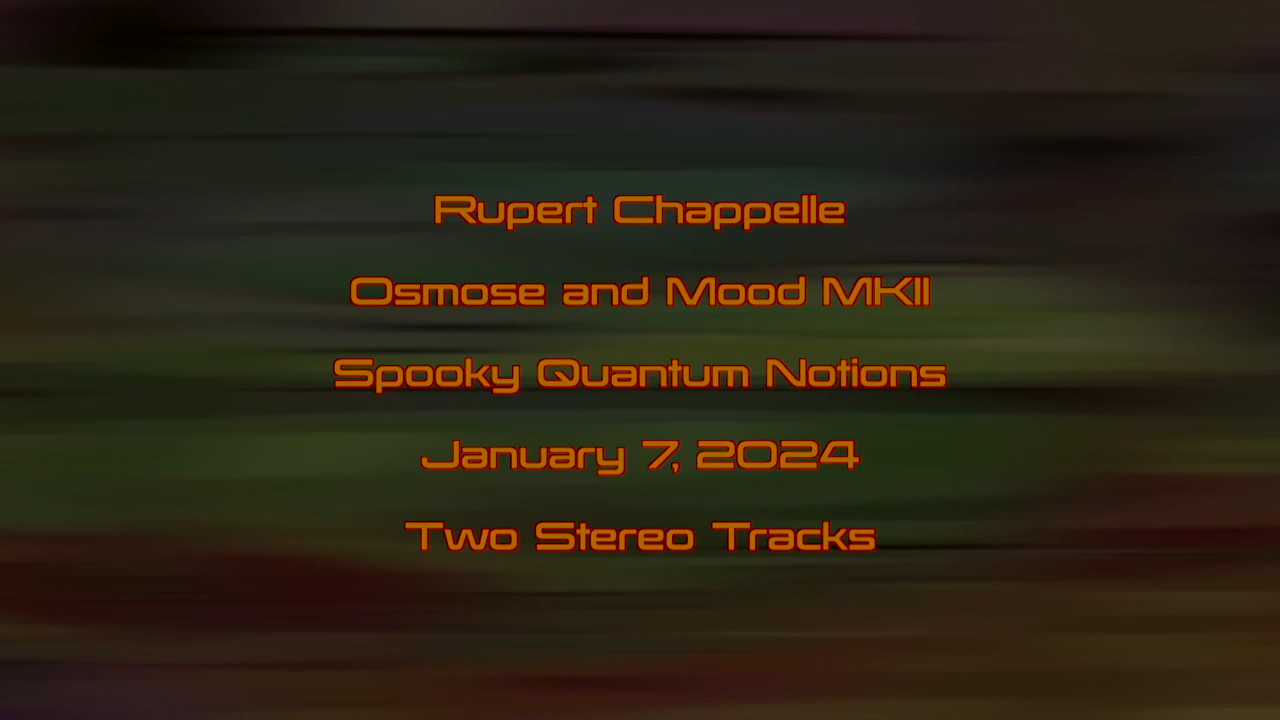 Rupert Chappelle
Osmose and Mood MKII
Spooky Quantum Notions
January 7, 2024
Two Stereo Tracks